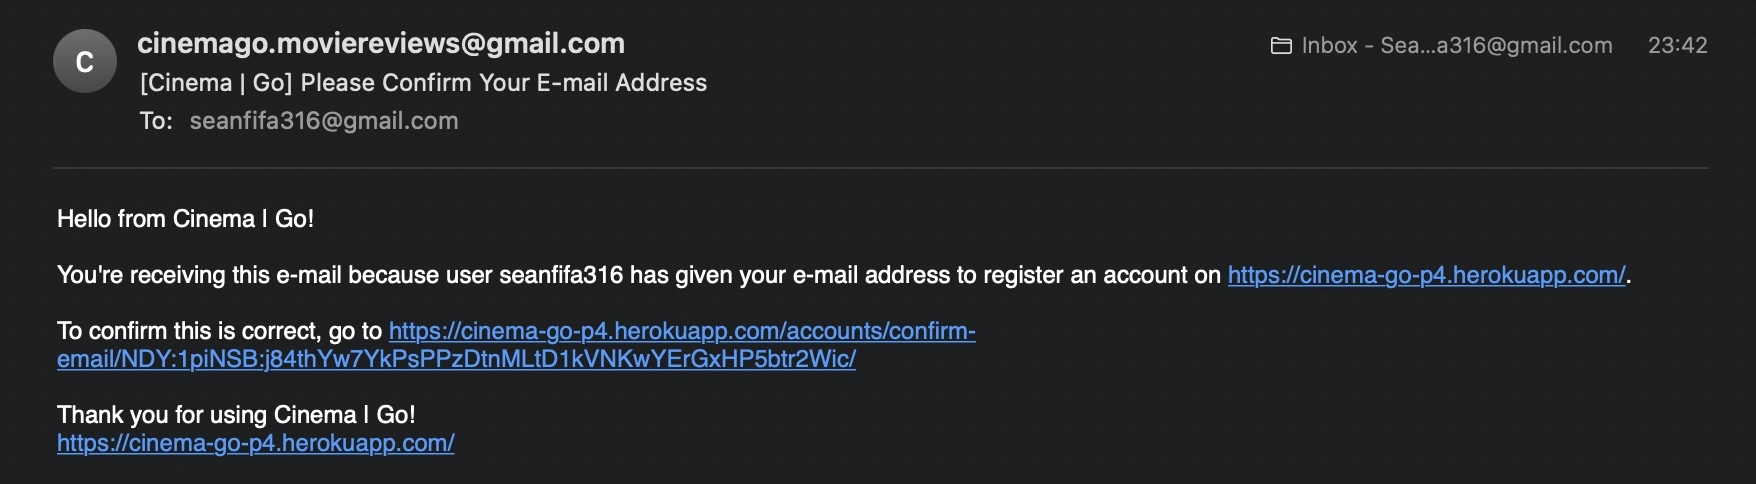 C
cinemago.moviereviews@gmail.com
Inbox - Sea...a316@gmail.com 23:42
[Cinema | Go] Please Confirm Your E-mail Address
To: seanfifa316@gmail.com
Hello from Cinema | Go!
You're receiving this e-mail because user seanfifa316 has given your e-mail address to register an account on https://cinema-go-p4.herokuapp.com/.
To confirm this is correct, go to https://cinema-go-p4.herokuapp.com/accounts/confirm-
email/NDY:1piNSB:j84thYw7YkPsPPzDtnMLtD1kVNKwYErGxHP5btr2Wic/
Thank you for using Cinema | Go!
https://cinema-go-p4.herokuapp.com/